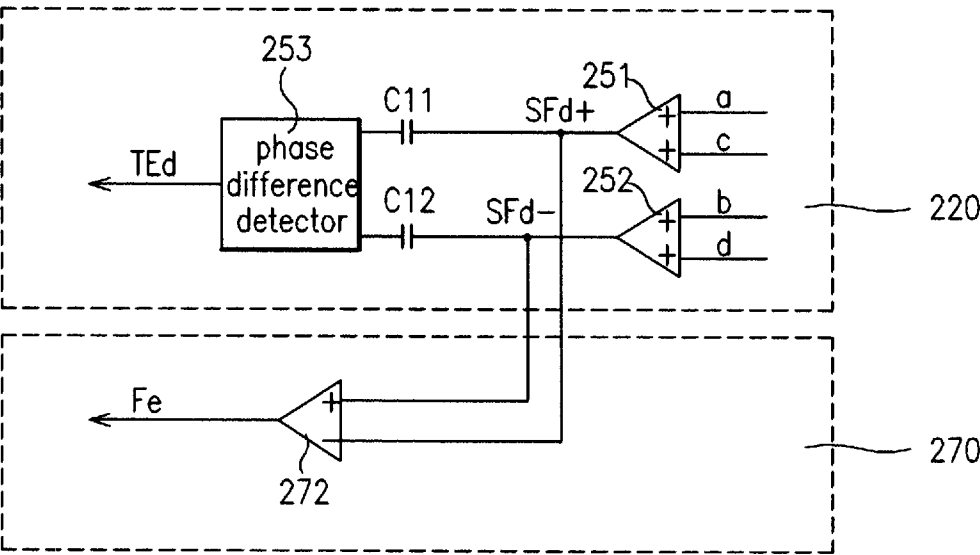 253
251
C11
SFd+
a
+
c
+
phase
difference
detector
TEd
252
C12
SFd-
b
+
d
+
220
Fe
+
-
272
270